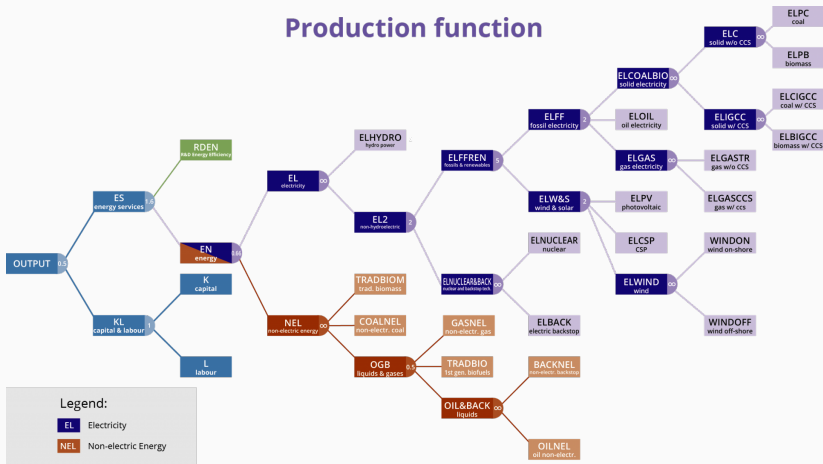 Production function
OUTPUT
0.5
ES
energy services
1.6
KL
capital & labour
1
RDEN
R&D Energy Efficiency
EN
energy
K
capital
L
labour
EL
electricity
∞
NEL
non-electric energy
∞
ELHYDRO
hydro power
EL2
non-hydroelectric
2
TRADBIOM
trad. biomass
COALNEL
non-electr. coal
OGB
liquids & gases
0.5
ELFFREN
fossils & renewables
5
ELNUCLEAR&BACK
nuclear and backstop tech.
∞
GASNEL
non-electr. gas
TRADBIO
1st gen. biofuels
OIL&BACK
liquids
∞
ELFF
fossil electricity
2
ELW&S
wind & solar
2
ELNUCLEAR
nuclear
ELBACK
electric backstop
BACKNEL
non-electr. backstop
OILNEL
oil non-electr.
ELCOALBIO
solid electricity
∞
ELOIL
oil electricity
ELGAS
gas electricity
∞
ELPV
photovoltaic
ELCSP
CSP
ELWIND
wind
∞
ELC
solid w/o CCS
∞
ELIGCC
solid w/ CCS
∞
ELGASTR
gas w/o CCS
ELGASCCS
gas w/ ccs
WINDON
wind on-shore
WINDOFF
wind off-shore
ELPC
coal
ELPB
biomass
ELCIGCC
coal w/ CCS
ELBIGCC
biomass w/ CCS
Legend:
EL Electricity
NEL Non-electric Energy